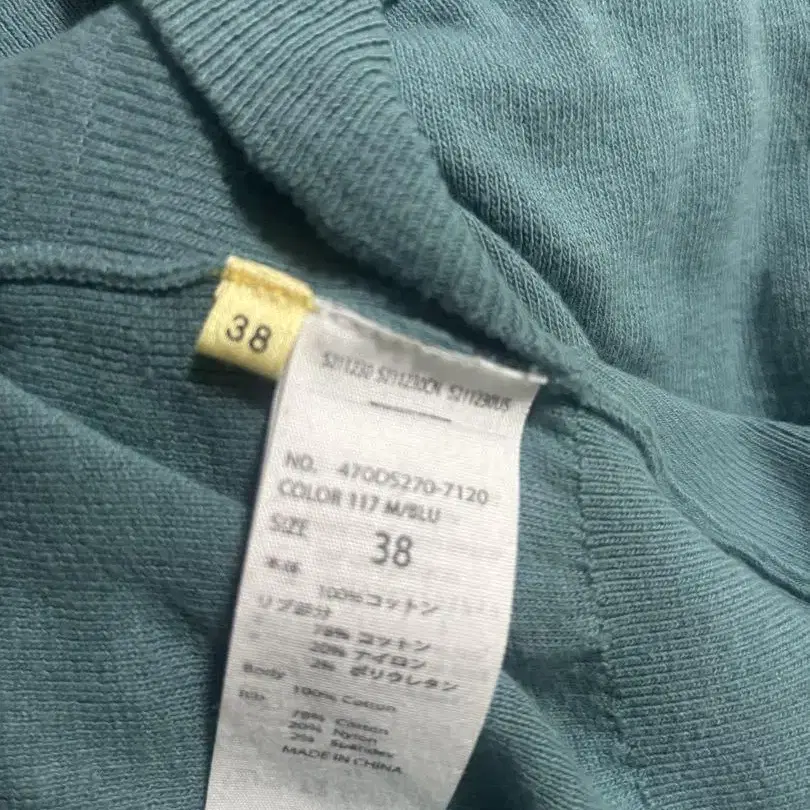 38
S211230 S211230CN S211230US
NO. 470DS270-7120
COLOR 117 M/BLU
SIZE 38
本体 100%コットン
リブ部分
78% コットン
20% ナイロン
2% ポリウレタン
Body 100% Cotton
Rib
78% Cotton
20% Nylon
2% Spandex
MADE IN CHINA